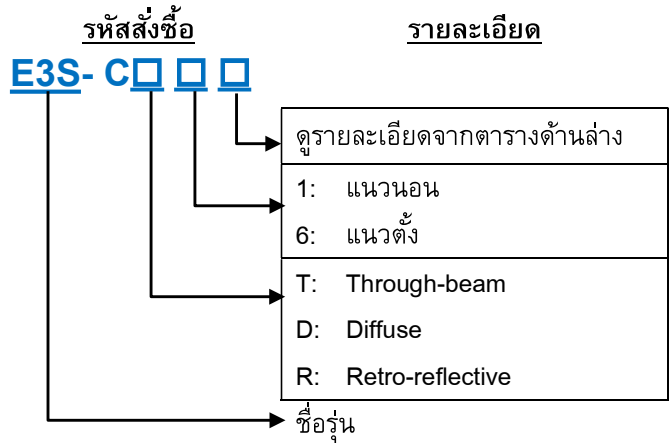 รหัสสั่งซื้อ รายละเอียด
E3S- C□ □ □
ดูรายละเอียดจากตารางด้านล่าง
1: แนวนอน
6: แนวตั้ง
T: Through-beam
D: Diffuse
R: Retro-reflective
ชื่อรุ่น